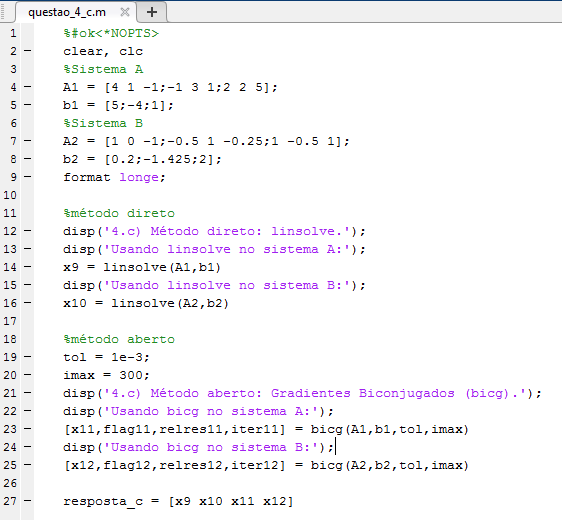 questao_4_c.m × +
1 %#ok<*NOPTS>
2 – clear, clc
3 %Sistema A
4 – A1 = [4 1 -1;-1 3 1;2 2 5];
5 – b1 = [5;-4;1];
6 %Sistema B
7 – A2 = [1 0 -1;-0.5 1 -0.25;1 -0.5 1];
8 – b2 = [0.2;-1.425;2];
9 – format longe;
10
11 %método direto
12 – disp('4.c) Método direto: linsolve.');
13 – disp('Usando linsolve no sistema A:');
14 – x9 = linsolve(A1,b1)
15 – disp('Usando linsolve no sistema B:');
16 – x10 = linsolve(A2,b2)
17
18 %método aberto
19 – tol = 1e-3;
20 – imax = 300;
21 – disp('4.c) Método aberto: Gradientes Biconjugados (bicg).');
22 – disp('Usando bicg no sistema A:');
23 – [x11,flag11,relres11,iter11] = bicg(A1,b1,tol,imax)
24 – disp('Usando bicg no sistema B:');
25 – [x12,flag12,relres12,iter12] = bicg(A2,b2,tol,imax)
26
27 – resposta_c = [x9 x10 x11 x12]